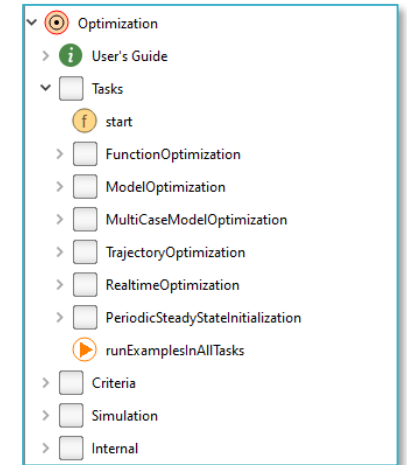 Optimization
i User's Guide
Tasks
f start
FunctionOptimization
ModelOptimization
MultiCaseModelOptimization
TrajectoryOptimization
RealtimeOptimization
PeriodicSteadyStateInitialization
runExamplesInAllTasks
Criteria
Simulation
Internal